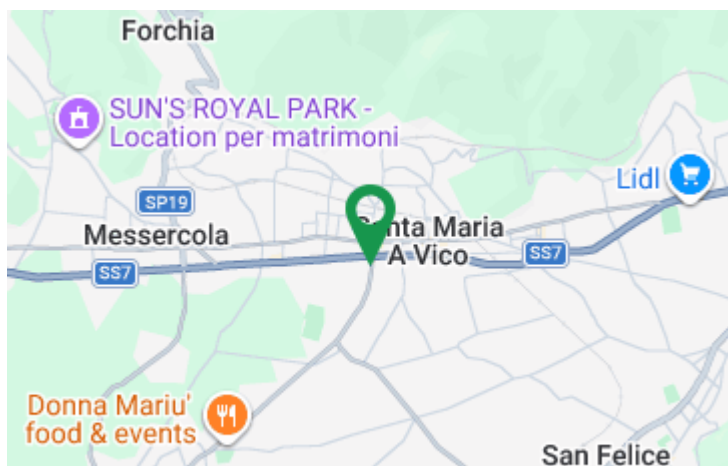 Forchia
SUN'S ROYAL PARK -
Location per matrimoni
Lidl
SP19
Messercola
nta Maria
A Vico
SS7
SS7
Donna Mariu'
food & events
San Felice